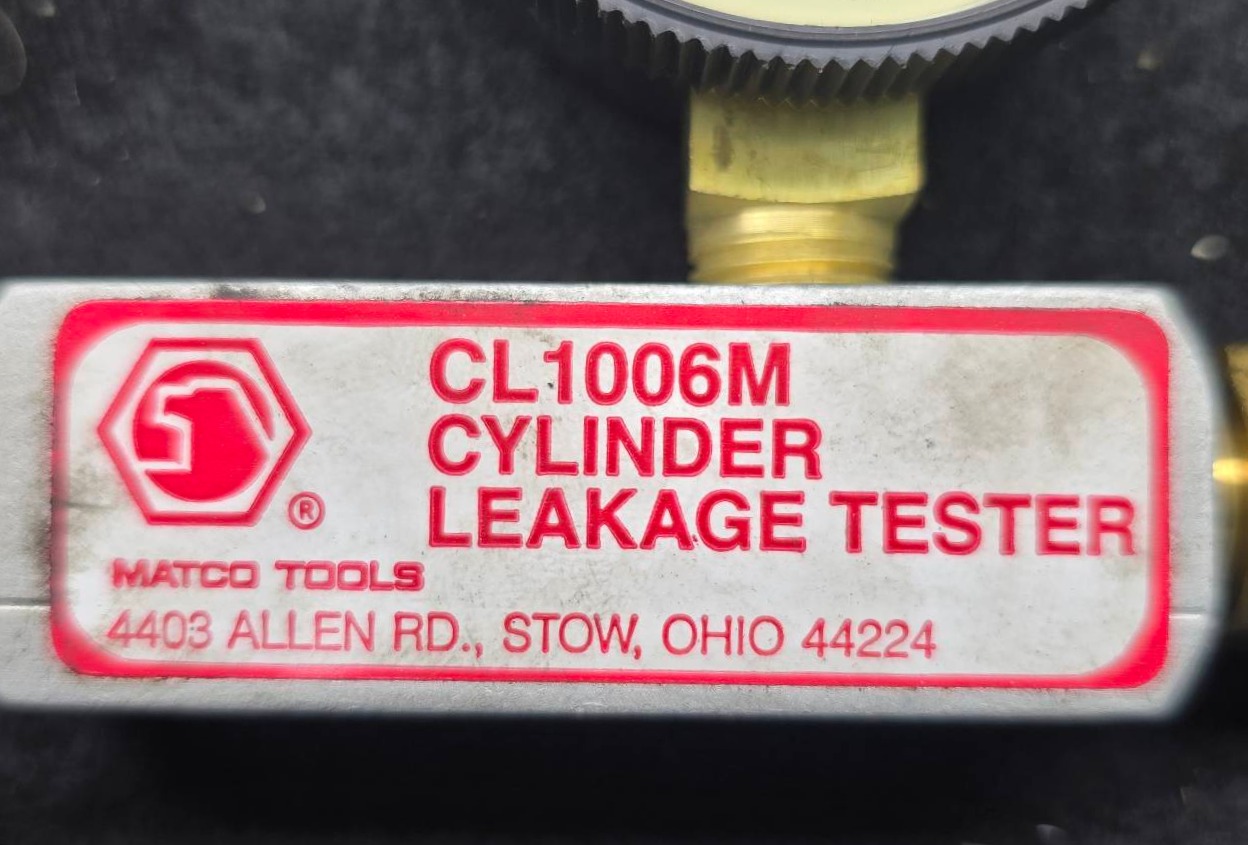 CL1006M
CYLINDER
LEAKAGE TESTER
®
MATCO TOOLS
4403 ALLEN RD., STOW, OHIO 44224